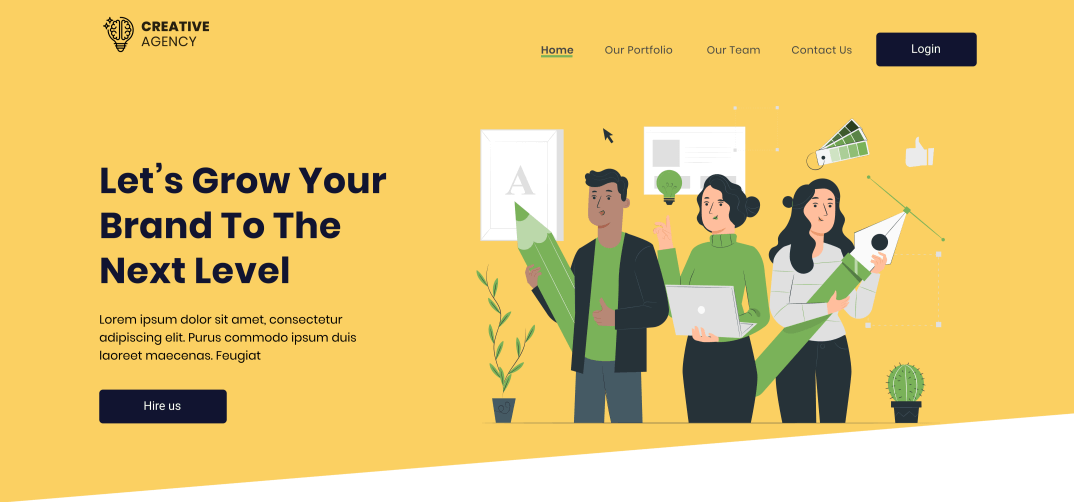 CREATIVE
AGENCY
Home Our Portfolio Our Team Contact Us Login
Let’s Grow Your
Brand To The
Next Level
Lorem ipsum dolor sit amet, consectetur
adipiscing elit. Purus commodo ipsum duis
laoreet maecenas. Feugiat
Hire us
A